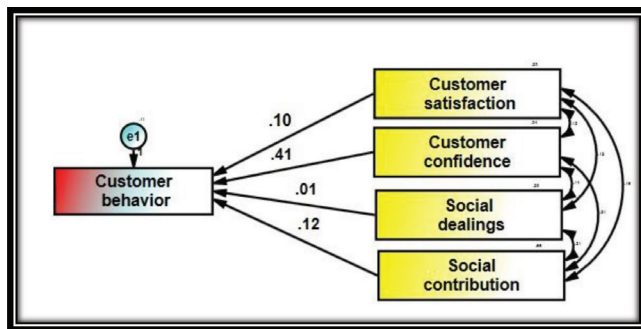 Customer
satisfaction
.10
e1
Customer
confidence
.41
Customer
behavior
.01
Social
dealings
.12
Social
contribution